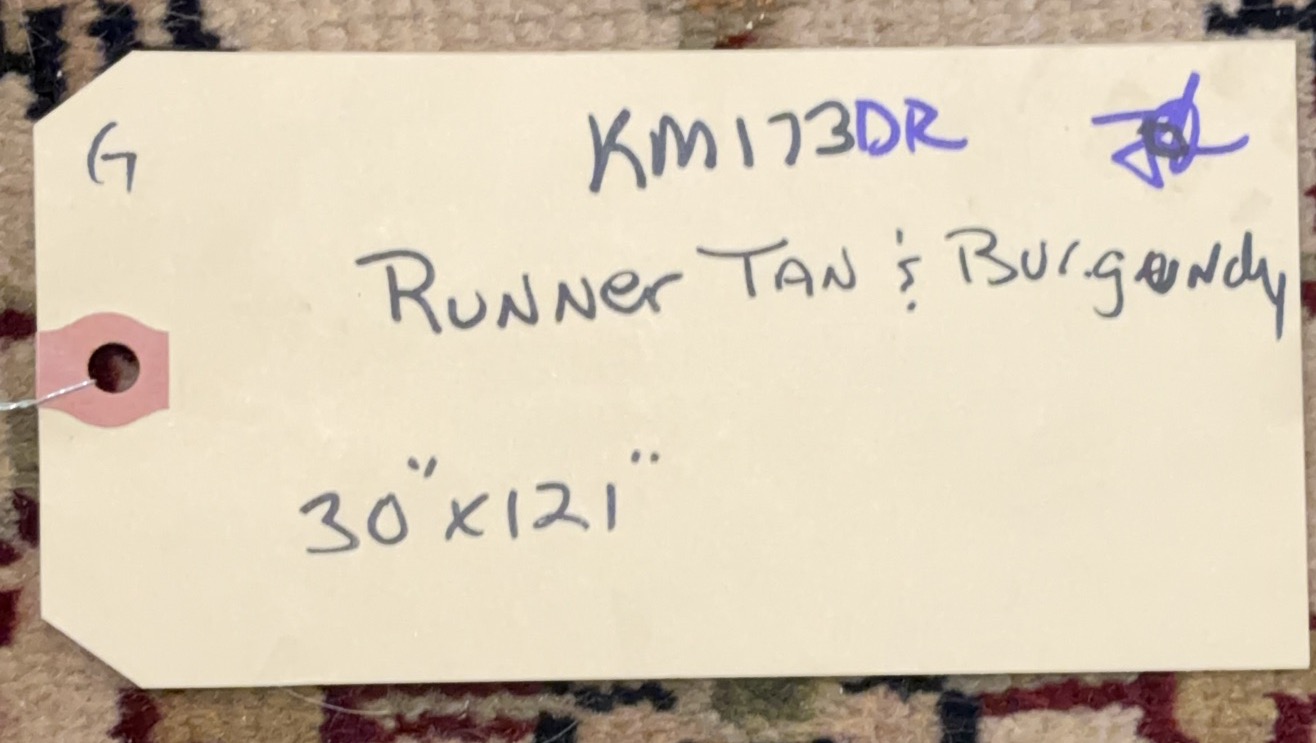 G
KM173DR
Runner Tan & Burgundy
30" x 121"